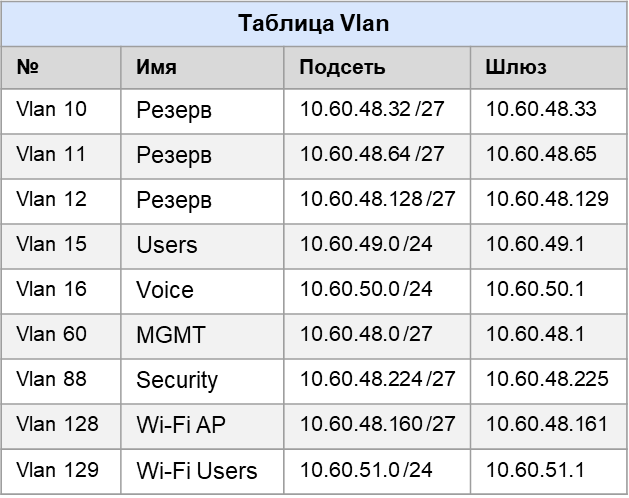 Таблица Vlan
№ Имя Подсеть Шлюз
Vlan 10 Резерв 10.60.48.32 /27 10.60.48.33
Vlan 11 Резерв 10.60.48.64 /27 10.60.48.65
Vlan 12 Резерв 10.60.48.128 /27 10.60.48.129
Vlan 15 Users 10.60.49.0 /24 10.60.49.1
Vlan 16 Voice 10.60.50.0 /24 10.60.50.1
Vlan 60 MGMT 10.60.48.0 /27 10.60.48.1
Vlan 88 Security 10.60.48.224 /27 10.60.48.225
Vlan 128 Wi-Fi AP 10.60.48.160 /27 10.60.48.161
Vlan 129 Wi-Fi Users 10.60.51.0 /24 10.60.51.1